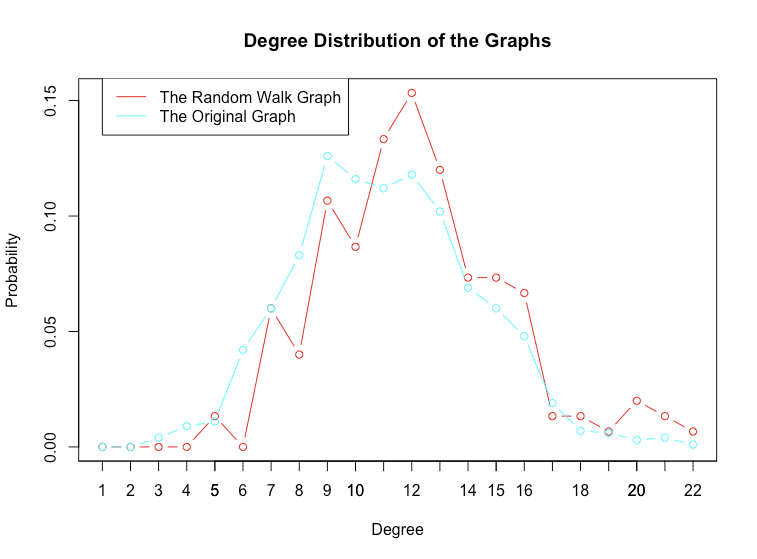 Degree Distribution of the Graphs
The Random Walk Graph
The Original Graph
0.15
0.10
0.05
0.00
Probability
1 2 3 4 5 6 7 8 9 10 12 14 15 16 18 20 22
Degree